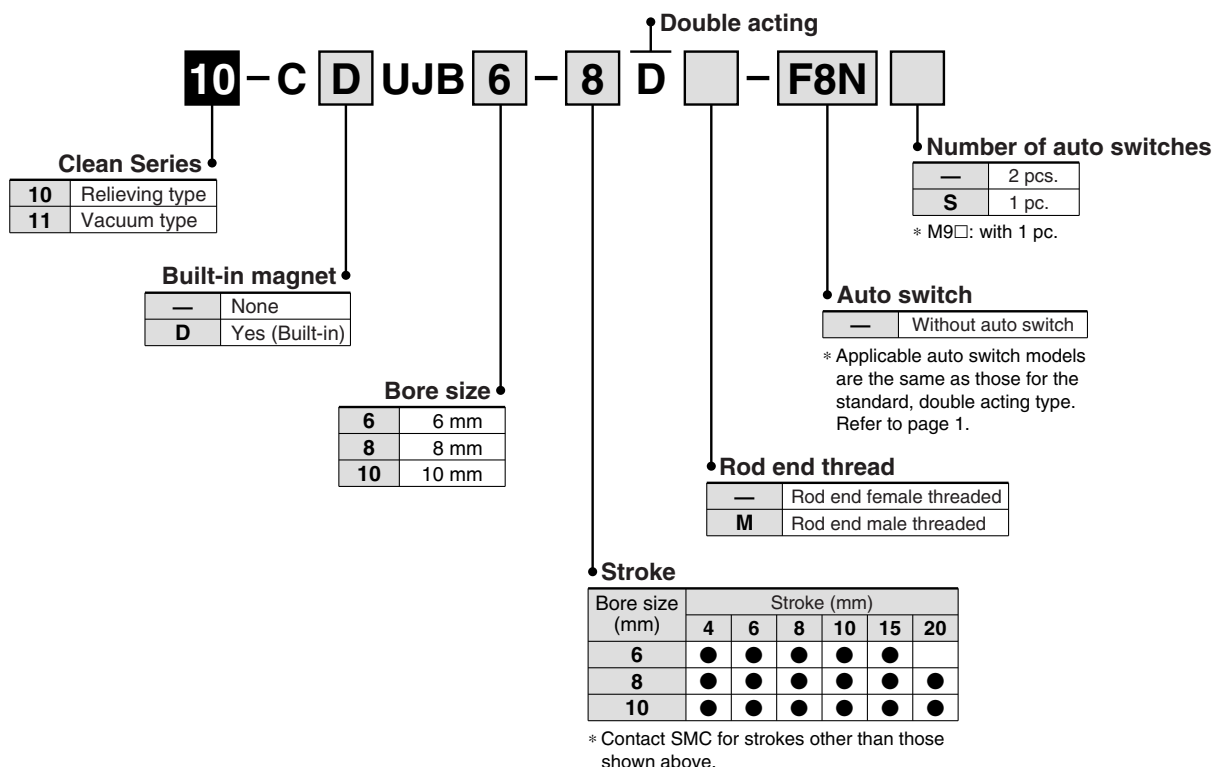 Double acting
10 – C D UJB 6 – 8 D – F8N
Clean Series
10 Relieving type
11 Vacuum type
Built-in magnet
— None
D Yes (Built-in)
Bore size
6 6 mm
8 8 mm
10 10 mm
Number of auto switches
— 2 pcs.
S 1 pc.
* M9□: with 1 pc.
Auto switch
— Without auto switch
* Applicable auto switch models
are the same as those for the
standard, double acting type.
Refer to page 1.
Rod end thread
— Rod end female threaded
M Rod end male threaded
Stroke
Bore size
(mm)
Stroke (mm)
4 6 8 10 15 20
6 ● ● ● ● ●
8 ● ● ● ● ● ●
10 ● ● ● ● ● ●
* Contact SMC for strokes other than those
shown above.